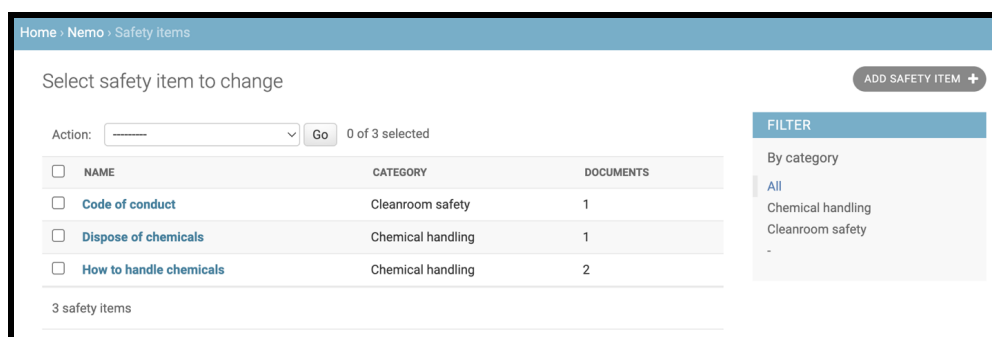 Home › Nemo › Safety items
Select safety item to change
ADD SAFETY ITEM +
Action: --------- Go 0 of 3 selected
NAME CATEGORY DOCUMENTS
Code of conduct Cleanroom safety 1
Dispose of chemicals Chemical handling 1
How to handle chemicals Chemical handling 2
3 safety items
FILTER
By category
All
Chemical handling
Cleanroom safety
-